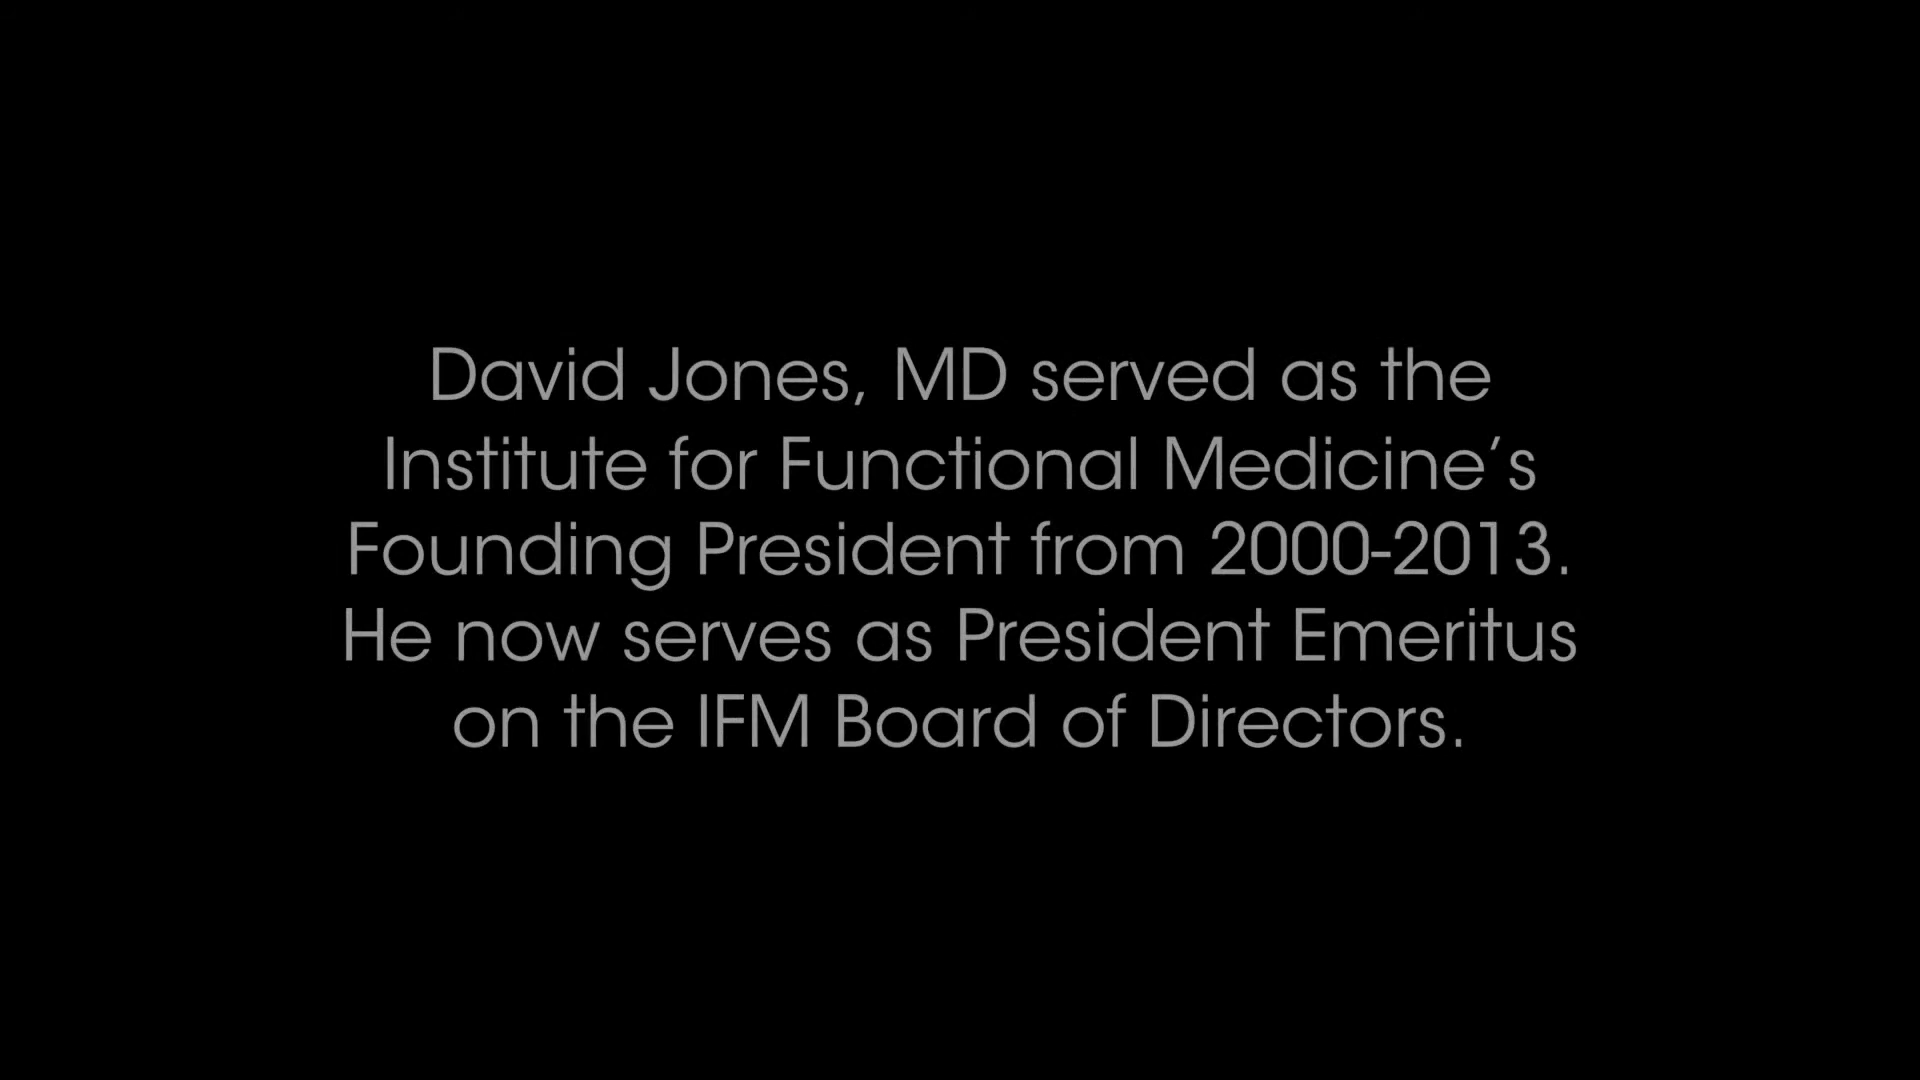 David Jones, MD served as the
Institute for Functional Medicine’s
Founding President from 2000-2013.
He now serves as President Emeritus
on the IFM Board of Directors.